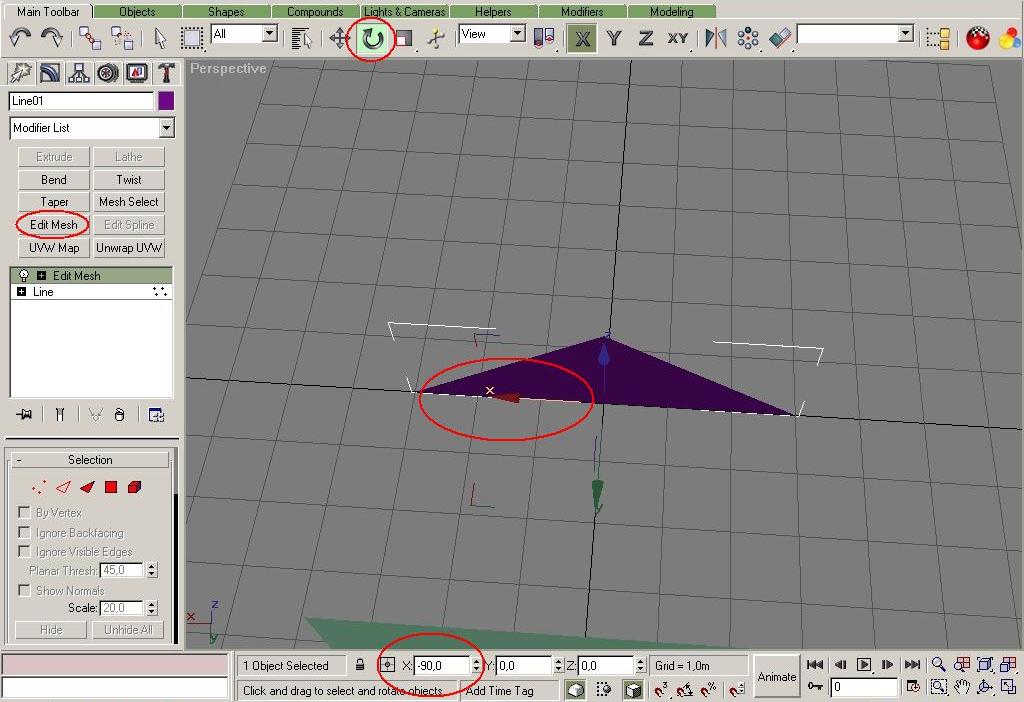 Main Toolbar Objects Shapes Compounds Lights & Cameras Helpers Modifiers Modeling
All View X Y Z XY
Perspective
Line01
Modifier List
Extrude Lathe
Bend Twist
Taper Mesh Select
Edit Mesh Edit Spline
UVW Map Unwrap UVW
Edit Mesh
Line
z
x
y
- Selection
By Vertex
Ignore Backfacing
Ignore Visible Edges
Planar Thresh: 45,0
Show Normals
Scale: 20,0
Hide Unhide All
x z
y
1 Object Selected X: -90,0 Y: 0,0 Z: 0,0 Grid = 1,0m Animate
Click and drag to select and rotate objects Add Time Tag 3 % 0